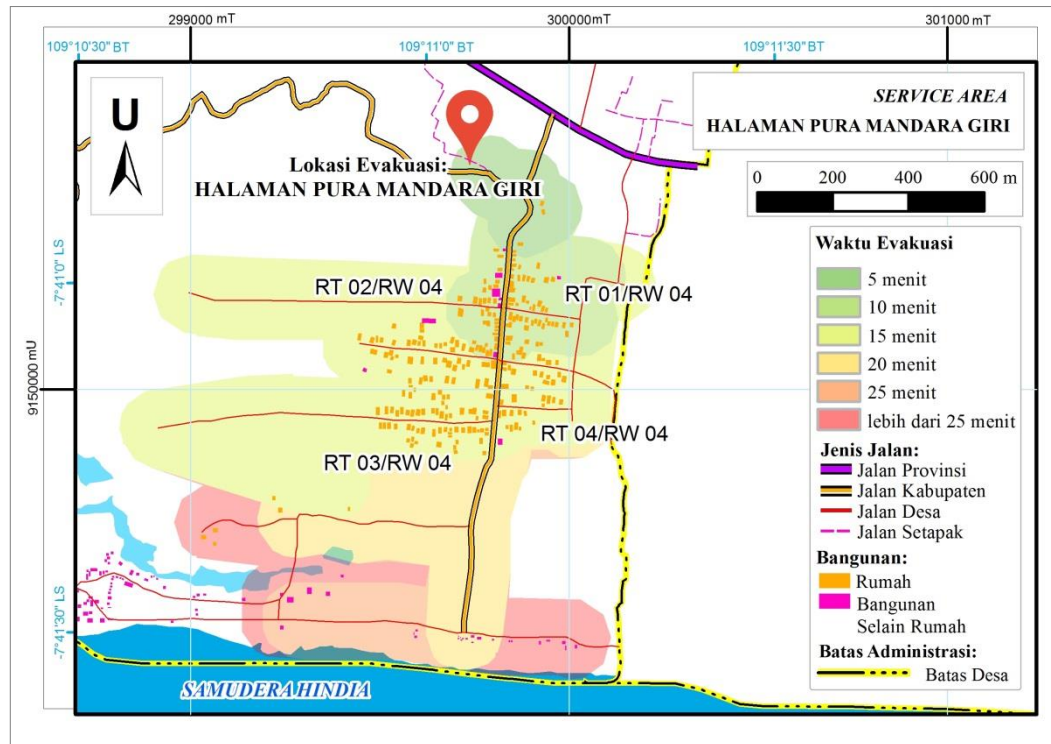 299000 mT
300000mT
301000 mT
109°10'30" BT
109°11'0" BT
109°11'30" BT
U
SERVICE AREA
HALAMAN PURA MANDARA GIRI
0 200 400 600 m
Lokasi Evakuasi:
HALAMAN PURA MANDARA GIRI
-7°41'0" LS
9150000 mU
-7°41'30" LS
RT 02/RW 04
RT 01/RW 04
RT 04/RW 04
RT 03/RW 04
SAMUDERA HINDIA
Waktu Evakuasi
5 menit
10 menit
15 menit
20 menit
25 menit
lebih dari 25 menit
Jenis Jalan:
Jalan Provinsi
Jalan Kabupaten
Jalan Desa
Jalan Setapak
Bangunan:
Rumah
Bangunan
Selain Rumah
Batas Administrasi:
Batas Desa